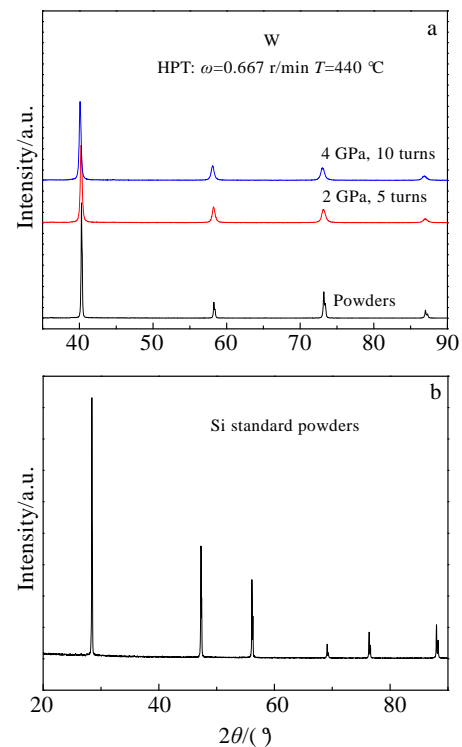 a
W
HPT: ω=0.667 r/min T=440 ℃
4 GPa, 10 turns
2 GPa, 5 turns
Powders
Intensity/a.u.
40 50 60 70 80 90
b
Si standard powders
Intensity/a.u.
20 40 60 80
2θ/(°)